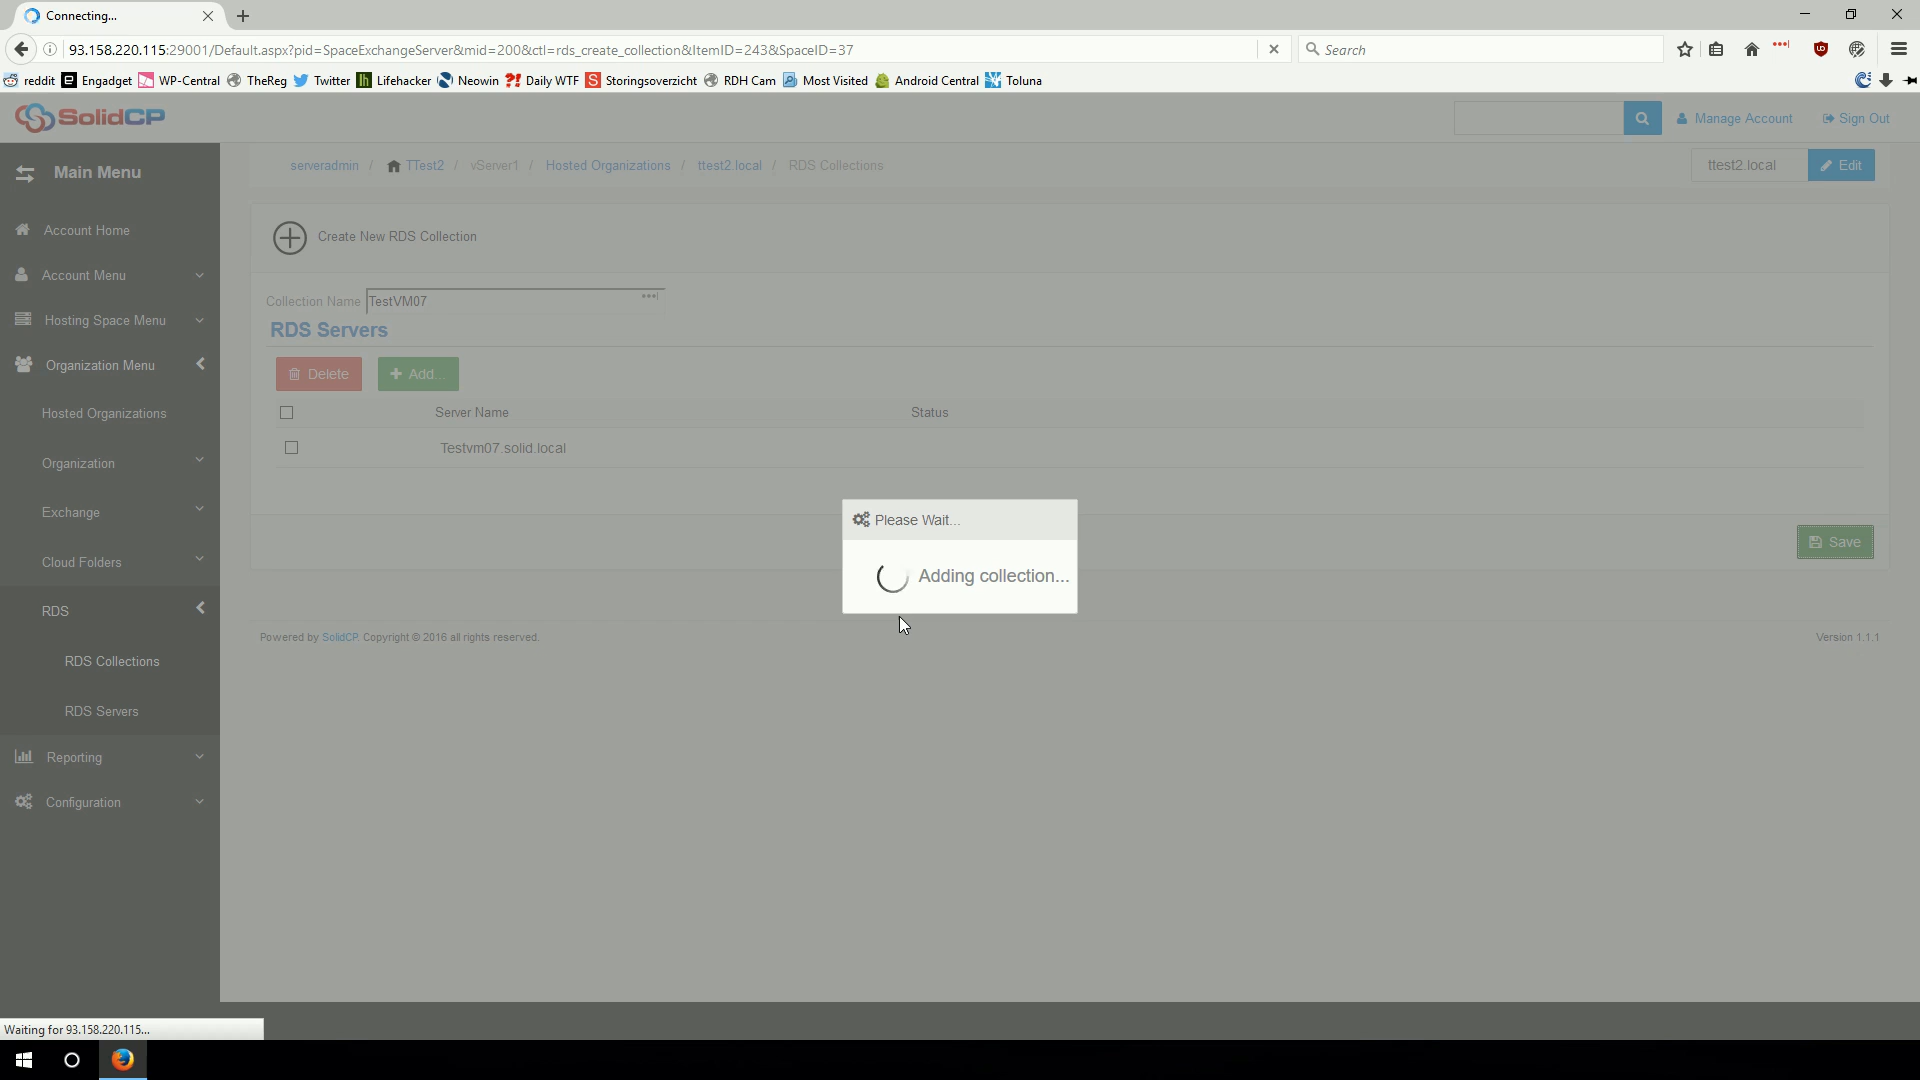 Connecting...
93.158.220.115:29001/Default.aspx?pid=SpaceExchangeServer&mid=200&ctl=rds_create_collection&ItemID=243&SpaceID=37
Search
reddit Engadget WP-Central TheReg Twitter Lifehacker Neowin Daily WTF Storingsoverzicht RDH Cam Most Visited Android Central Toluna
SolidCP
Manage Account
Sign Out
Main Menu
serveradmin / TTest2 / vServer1 / Hosted Organizations / ttest2.local / RDS Collections
ttest2.local
Edit
Account Home
Account Menu
Hosting Space Menu
Organization Menu
Hosted Organizations
Organization
Exchange
Cloud Folders
RDS
RDS Collections
RDS Servers
Reporting
Configuration
Create New RDS Collection
Collection Name TestVM07
RDS Servers
Delete
Add...
Server Name Status
Testvm07.solid.local
Please Wait...
Adding collection...
Save
Powered by SolidCP. Copyright © 2016 all rights reserved.
Version 1.1.1
Waiting for 93.158.220.115...